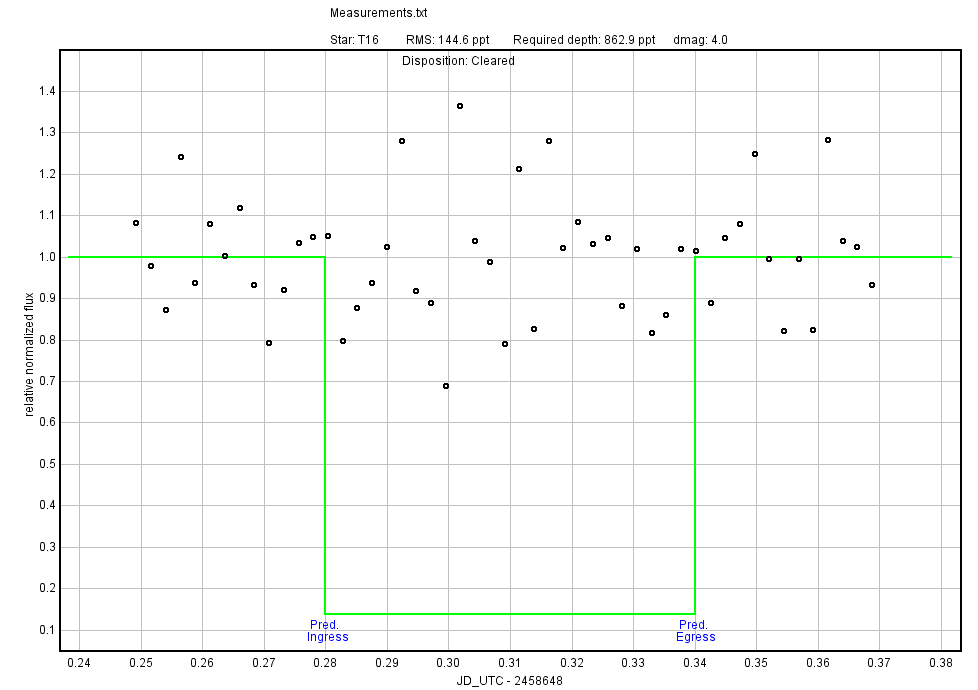 Measurements.txt
Star: T16 RMS: 144.6 ppt Required depth: 862.9 ppt dmag: 4.0
Disposition: Cleared
relative normalized flux
1.4
1.3
1.2
1.1
1.0
0.9
0.8
0.7
0.6
0.5
0.4
0.3
0.2
0.1
Pred.
Ingress
Pred.
Egress
0.24 0.25 0.26 0.27 0.28 0.29 0.30 0.31 0.32 0.33 0.34 0.35 0.36 0.37 0.38
JD_UTC - 2458648